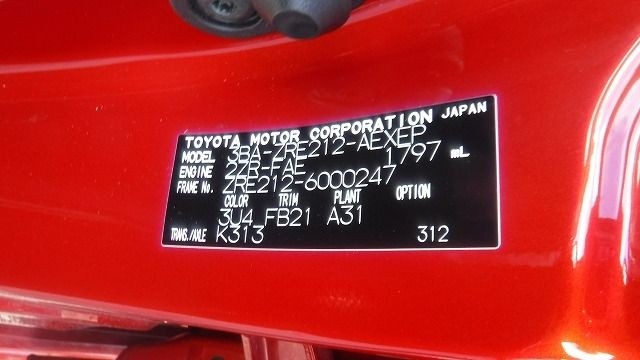 TOYOTA MOTOR CORPORATION JAPAN
MODEL 3BA-ZRE212-AEXEP
ENGINE 2ZR-FAE 1797 mL
FRAME No. ZRE212-6000247
COLOR TRIM PLANT OPTION
3U4 FB21 A31
TRANS./AXLE K313 312